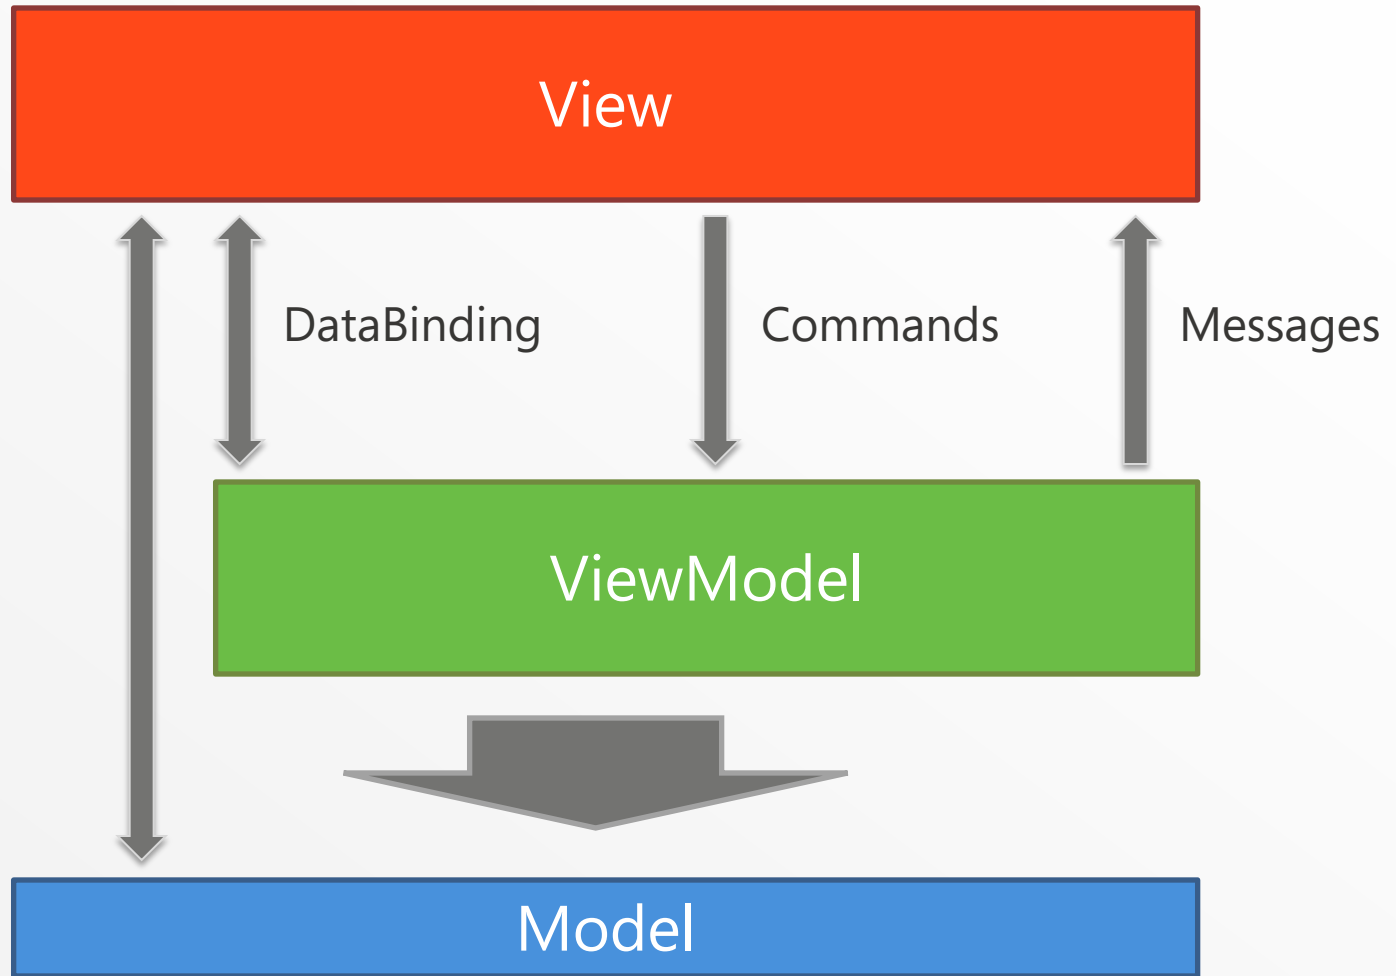 View
DataBinding
Commands
Messages
ViewModel
Model